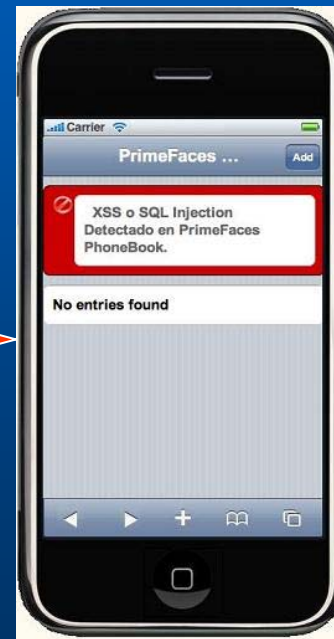 Carrier
PrimeFaces ...
Add
XSS o SQL Injection
Detectado en PrimeFaces
PhoneBook.
No entries found